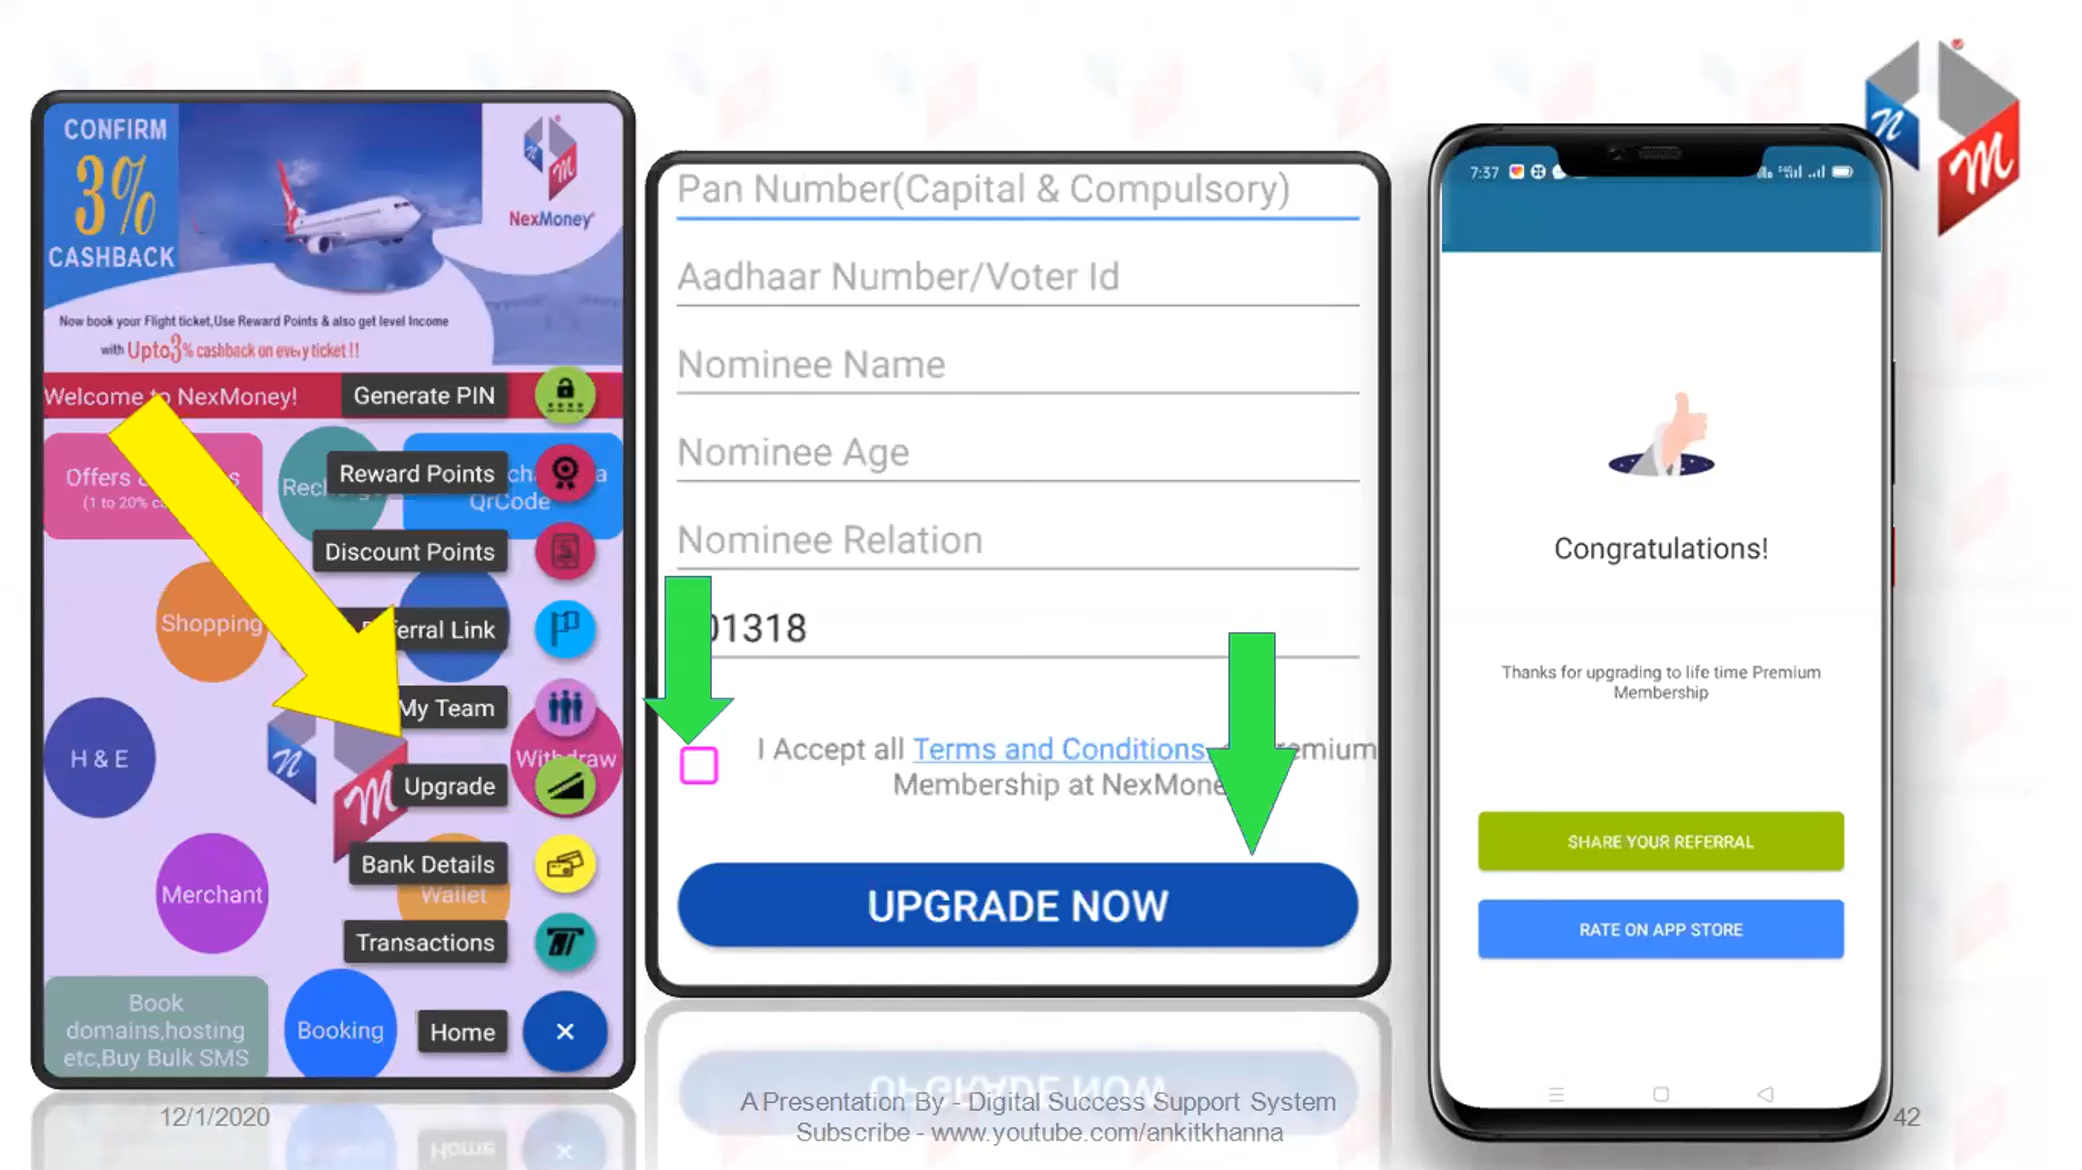 CONFIRM
3%
CASHBACK
NexMoney
Now book your Flight ticket,Use Reward Points & also get level Income
with Upto3% cashback on every ticket !!
Welcome to NexMoney!
Generate PIN
Offers
(1 to 20%
Reward Points
QrCode
Discount Points
Shopping
Link
My Team
H & E
Withdraw
Upgrade
Bank Details
Merchant
Wallet
Transactions
Book
domains,hosting
etc,Buy Bulk SMS
Booking
Home
n
m
Pan Number(Capital & Compulsory)
Aadhaar Number/Voter Id
Nominee Name
Nominee Age
Nominee Relation
01318
I Accept all Terms and Conditions
Membership at
UPGRADE NOW
7:37
Congratulations!
Thanks for upgrading to life time Premium
Membership
SHARE YOUR REFERRAL
RATE ON APP STORE
n
m
12/1/2020
A Presentation By - Digital Success Support System
Subscribe - www.youtube.com/ankitkhanna
42